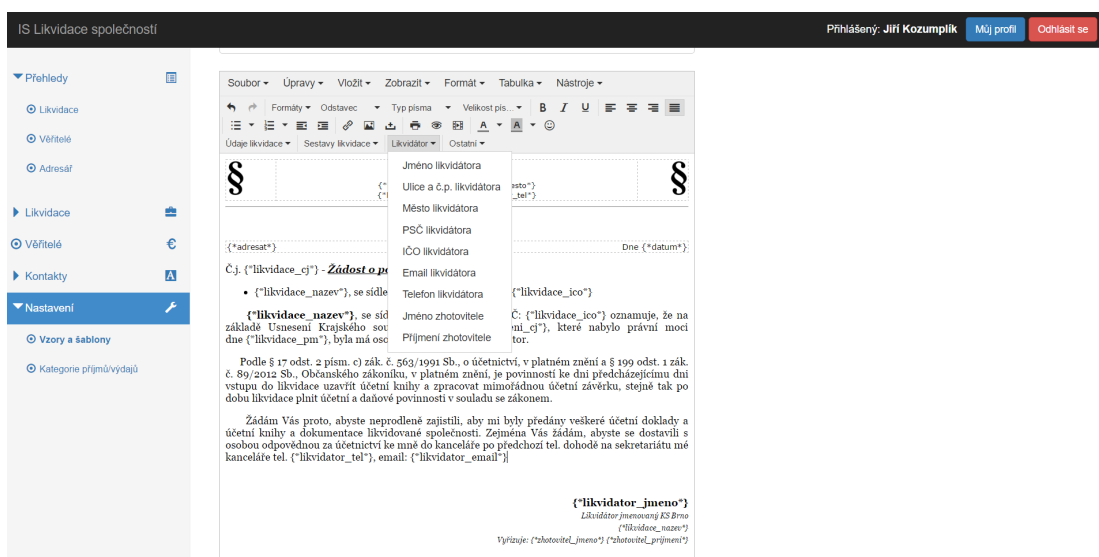 IS Likvidace společností
Přihlášený: Jiří Kozumplík Můj profil Odhlásit se
Přehledy
Likvidace
Věřitelé
Adresář
Likvidace
Věřitelé €
Kontakty A
Nastavení
Vzory a šablony
Kategorie příjmů/výdajů
Soubor Úpravy Vložit Zobrazit Formát Tabulka Nástroje
Formáty Odstavec Typ písma Velikost pís... B I U
A A
Údaje likvidace Sestavy likvidace Likvidátor Ostatní
Jméno likvidátora
Ulice a č.p. likvidátora
Město likvidátora
PSČ likvidátora
IČO likvidátora
Email likvidátora
Telefon likvidátora
Jméno zhotovitele
Příjmení zhotovitele
§ §
{* esto*}
{* _tel*}
{*adresat*} Dne {*datum*}
Č.j. {*likvidace_cj*} - Žádost o
{*likvidace_nazev*}, se sídle {*likvidace_ico*}
{*likvidace_nazev*}, se síd Č: {*likvidace_ico*} oznamuje, že na
základě Usnesení Krajského sou eni_cj*}, které nabylo právní moci
dne {*likvidace_pm*}, byla má oso tor.
Podle § 17 odst. 2 písm. c) zák. č. 563/1991 Sb., o účetnictví, v platném znění a § 199 odst. 1 zák.
č. 89/2012 Sb., Občanského zákoníku, v platném znění, je povinností ke dni předcházejícímu dni
vstupu do likvidace uzavřít účetní knihy a zpracovat mimořádnou účetní závěrku, stejně tak po
dobu likvidace plnit účetní a daňové povinnosti v souladu se zákonem.
Žádám Vás proto, abyste neprodleně zajistili, aby mi byly předány veškeré účetní doklady a
účetní knihy a dokumentace likvidované společnosti. Zejména Vás žádám, abyste se dostavili s
osobou odpovědnou za účetnictví ke mně do kanceláře po předchozí tel. dohodě na sekretariátu mé
kanceláře tel. {*likvidator_tel*}, email: {*likvidator_email*}
{*likvidator_jmeno*}
Likvidátor jmenovaný KS Brno
{*likvidace_nazev*}
Vyřizuje: {*zhotovitel_jmeno*} {*zhotovitel_prijmeni*}